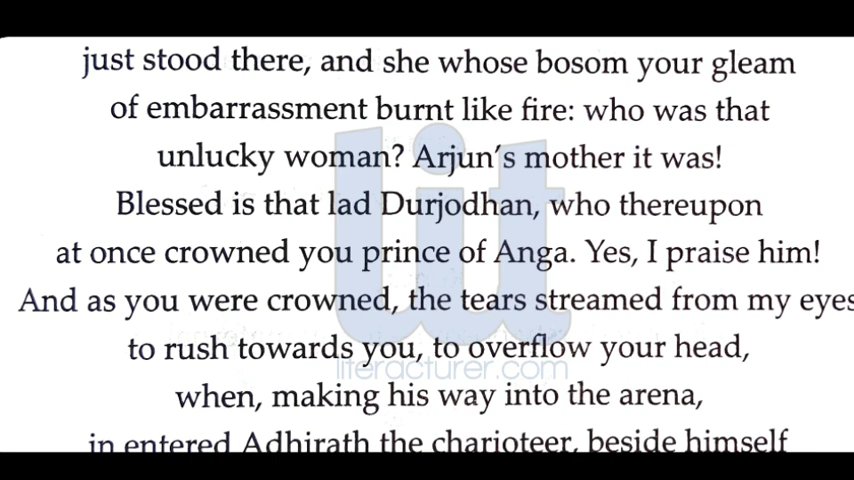 just stood there, and she whose bosom your gleam
of embarrassment burnt like fire: who was that
unlucky woman? Arjun's mother it was!
Blessed is that lad Durjodhan, who thereupon
at once crowned you prince of Anga. Yes, I praise him!
And as you were crowned, the tears streamed from my eyes
to rush towards you, to overflow your head,
when, making his way into the arena,
in entered Adhirath the charioteer, beside himself
lit
literacturer.com